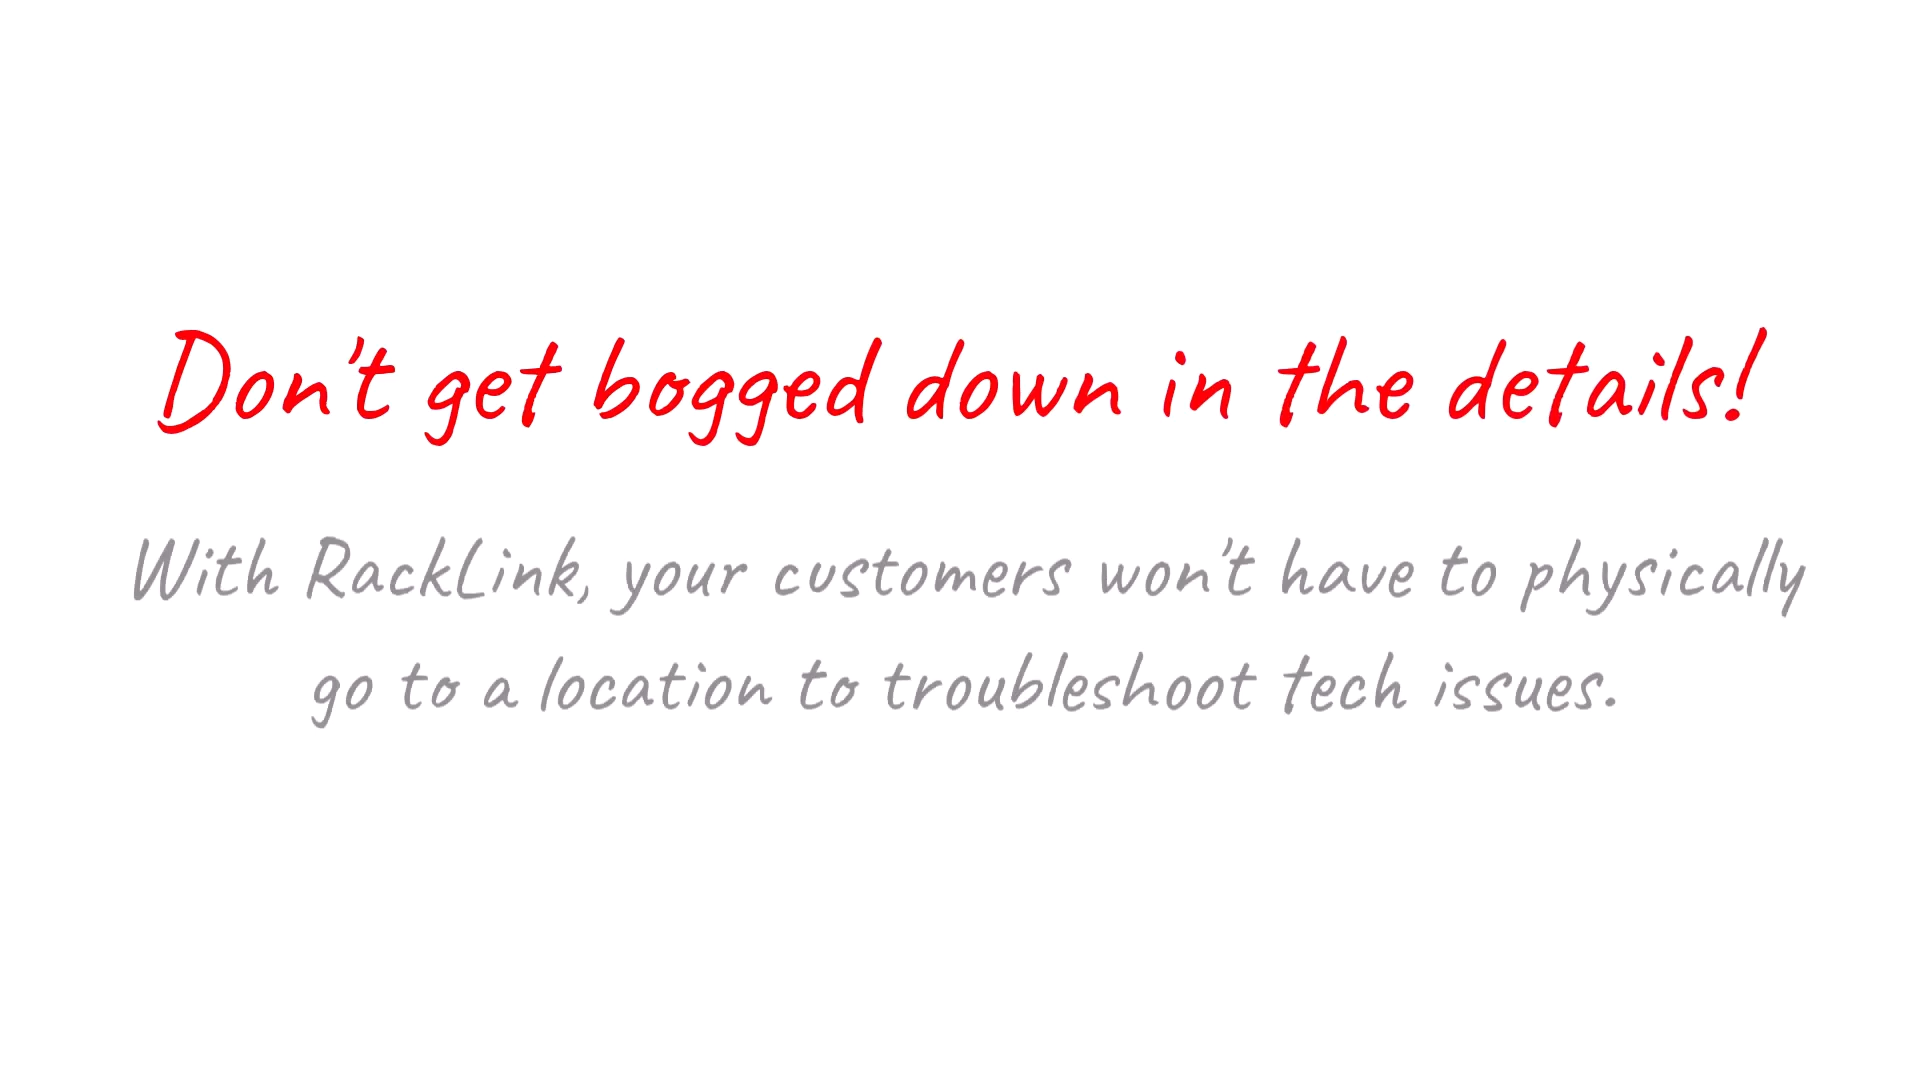 Don't get bogged down in the details!
With RackLink, your customers won't have to physically
go to a location to troubleshoot tech issues.